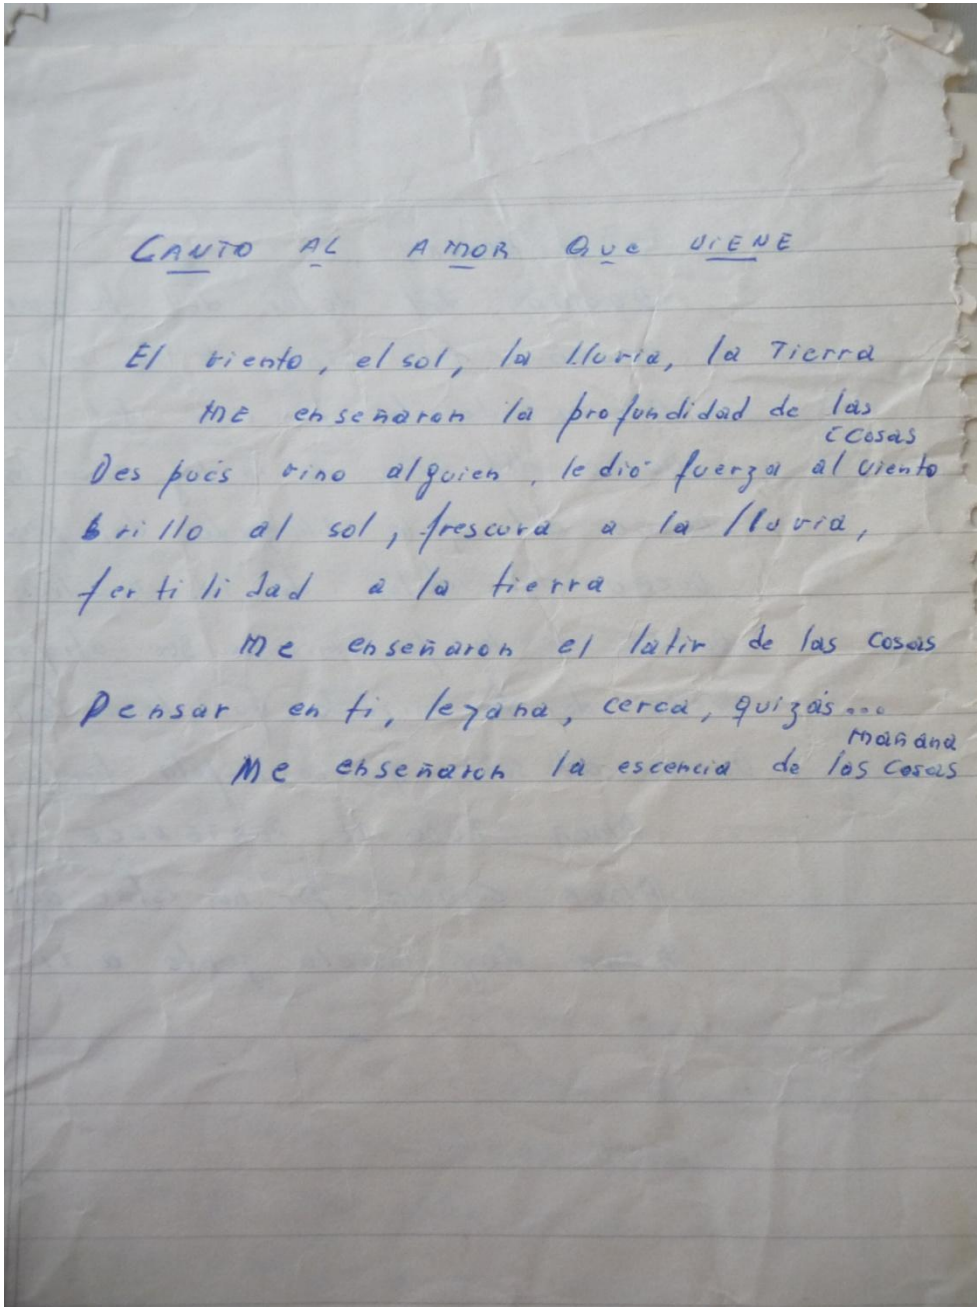 CANTO AL AMOR QUe ViENE
El viento, el sol, la lluvia, la Tierra
ME enseñaron la profundidad de las
cosas
Después vino alguien, le dió fuerza al viento
brillo al sol, frescura a la lluvia,
fertilidad a la tierra
Me enseñaron el latir de las cosas
Pensar en ti, lejana, cerca, quizás...
mañana
Me enseñaron la escencia de las cosas